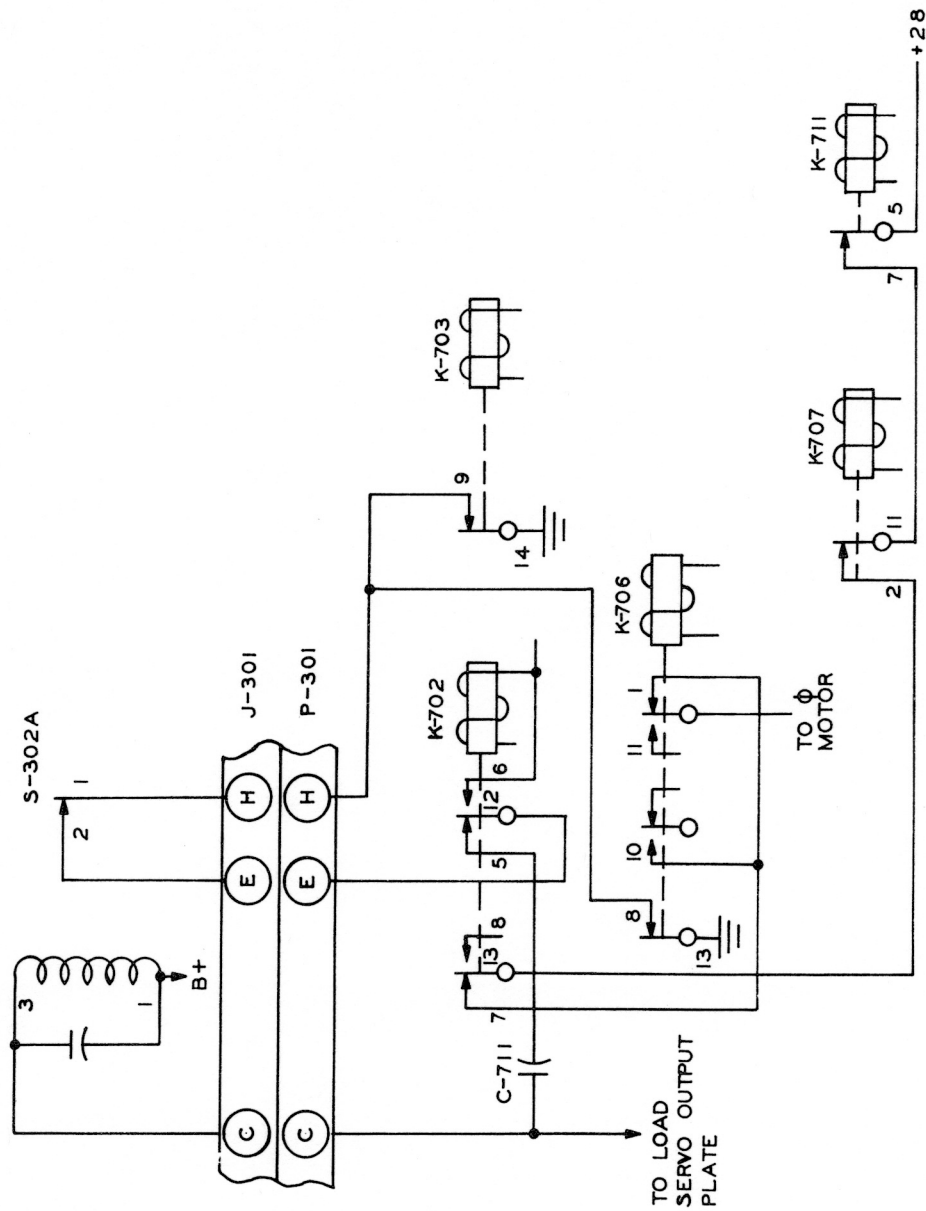 S-302A
2
1
3
1
B+
J-301
P-301
C
E
H
C
E
H
K-702
K-703
9
14
6
12
5
8
13
7
C-711
TO LOAD
SERVO OUTPUT
PLATE
K-706
1
11
10
8
13
TO Φ
MOTOR
K-707
2
11
K-711
7
5
+28